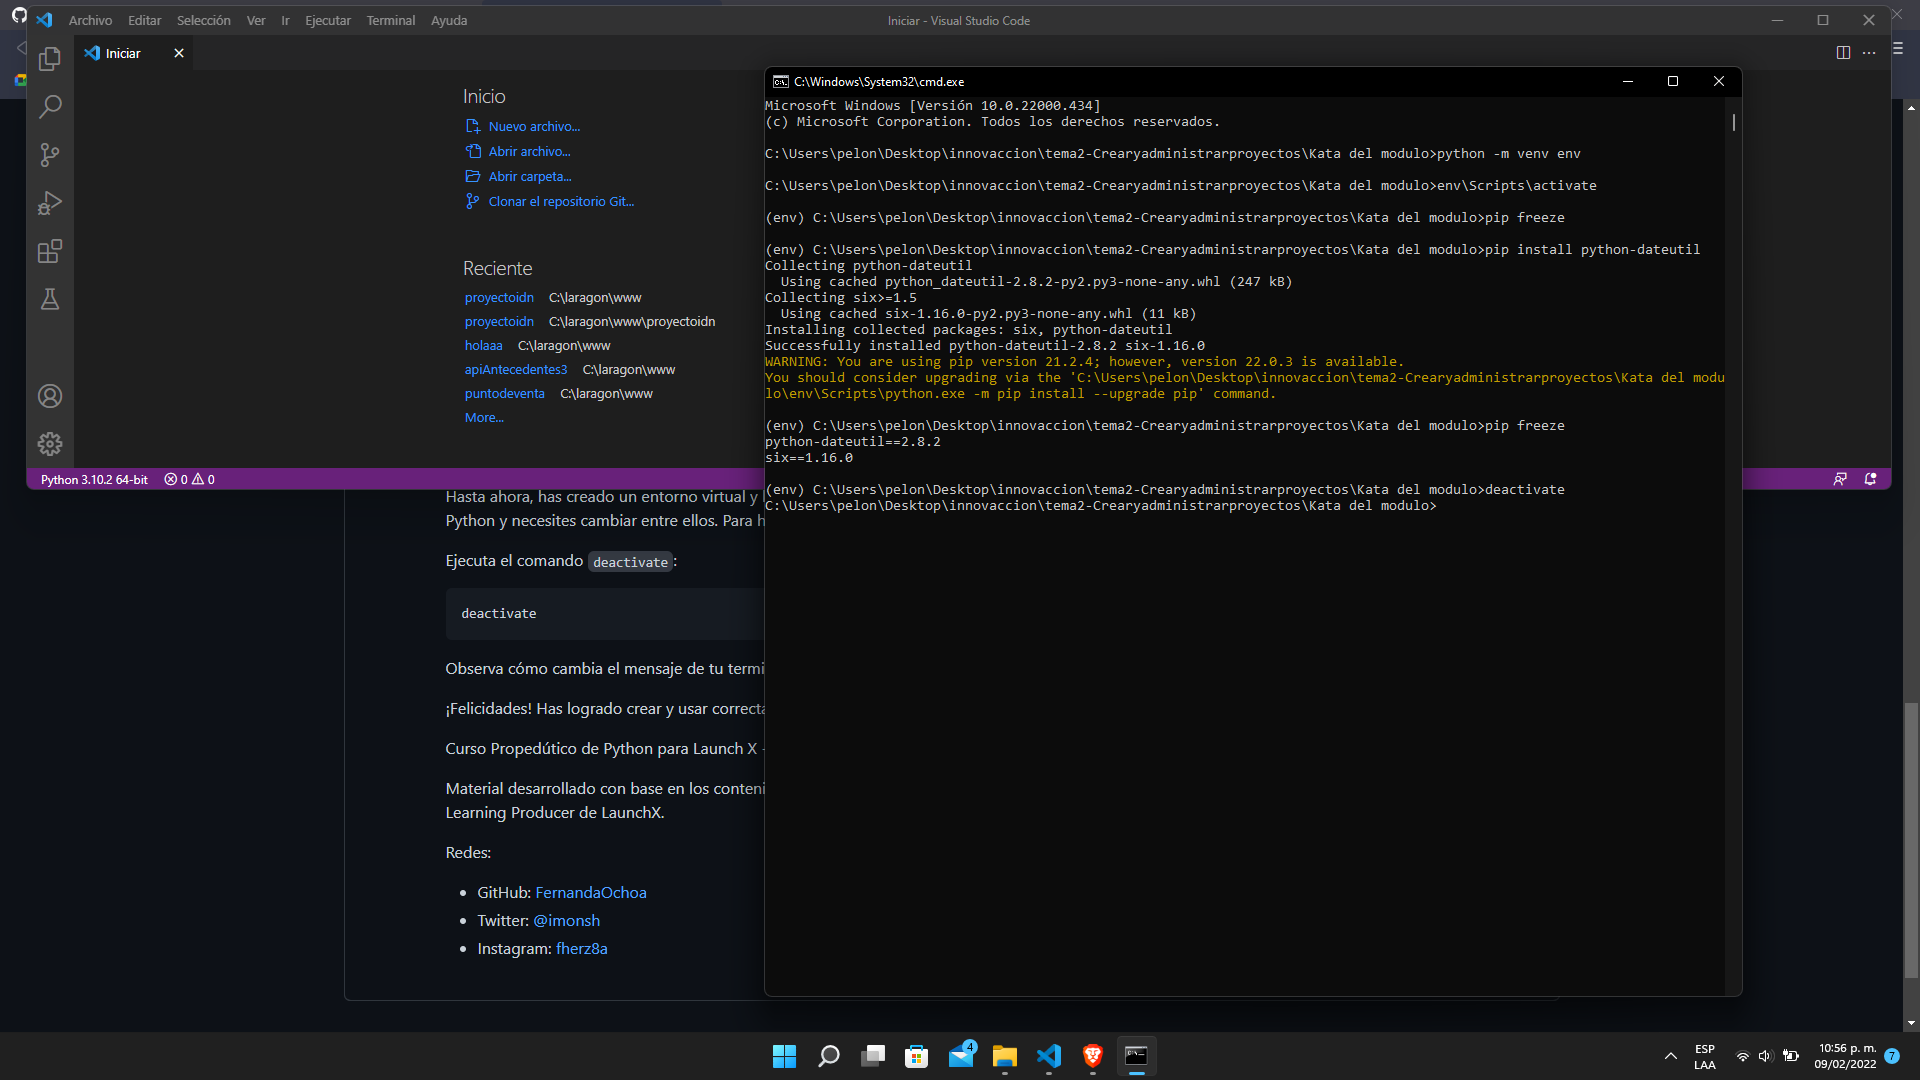 Archivo Editar Selección Ver Ir Ejecutar Terminal Ayuda
Iniciar - Visual Studio Code
Iniciar
Inicio
Nuevo archivo...
Abrir archivo...
Abrir carpeta...
Clonar el repositorio Git...
Reciente
proyectoidn C:\laragon\www
proyectoidn C:\laragon\www\proyectoidn
holaaa C:\laragon\www
apiAntecedentes3 C:\laragon\www
puntodeventa C:\laragon\www
More...
Python 3.10.2 64-bit 0 0
C:\Windows\System32\cmd.exe
Microsoft Windows [Versión 10.0.22000.434]
(c) Microsoft Corporation. Todos los derechos reservados.
C:\Users\pelon\Desktop\innovaccion\tema2-Crearyadministrarproyectos\Kata del modulo>python -m venv env
C:\Users\pelon\Desktop\innovaccion\tema2-Crearyadministrarproyectos\Kata del modulo>env\Scripts\activate
(env) C:\Users\pelon\Desktop\innovaccion\tema2-Crearyadministrarproyectos\Kata del modulo>pip freeze
(env) C:\Users\pelon\Desktop\innovaccion\tema2-Crearyadministrarproyectos\Kata del modulo>pip install python-dateutil
Collecting python-dateutil
Using cached python_dateutil-2.8.2-py2.py3-none-any.whl (247 kB)
Collecting six>=1.5
Using cached six-1.16.0-py2.py3-none-any.whl (11 kB)
Installing collected packages: six, python-dateutil
Successfully installed python-dateutil-2.8.2 six-1.16.0
WARNING: You are using pip version 21.2.4; however, version 22.0.3 is available.
You should consider upgrading via the 'C:\Users\pelon\Desktop\innovaccion\tema2-Crearyadministrarproyectos\Kata del modu
lo\env\Scripts\python.exe -m pip install --upgrade pip' command.
(env) C:\Users\pelon\Desktop\innovaccion\tema2-Crearyadministrarproyectos\Kata del modulo>pip freeze
python-dateutil==2.8.2
six==1.16.0
(env) C:\Users\pelon\Desktop\innovaccion\tema2-Crearyadministrarproyectos\Kata del modulo>deactivate
C:\Users\pelon\Desktop\innovaccion\tema2-Crearyadministrarproyectos\Kata del modulo>
Hasta ahora, has creado un entorno virtual y
Python y necesites cambiar entre ellos. Para h
Ejecuta el comando deactivate:
deactivate
Observa cómo cambia el mensaje de tu termi
¡Felicidades! Has logrado crear y usar correcta
Curso Propedútico de Python para Launch X -
Material desarrollado con base en los conteni
Learning Producer de LaunchX.
Redes:
GitHub: FernandaOchoa
Twitter: @imonsh
Instagram: fherz8a
4
ESP
LAA
10:56 p. m.
09/02/2022
7